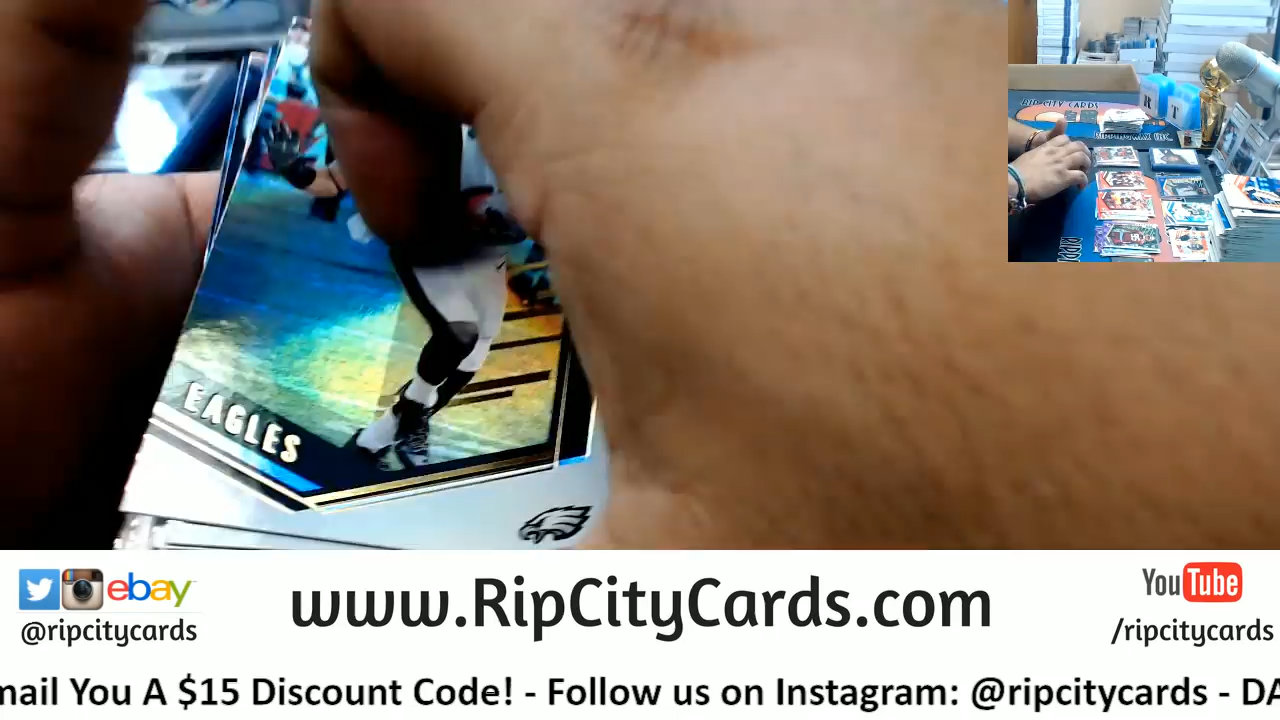 RIP CITY CARDS
EAGLES
ebay
@ripcitycards
www.RipCityCards.com
YouTube
/ripcitycards
mail You A $15 Discount Code! - Follow us on Instagram: @ripcitycards - DA